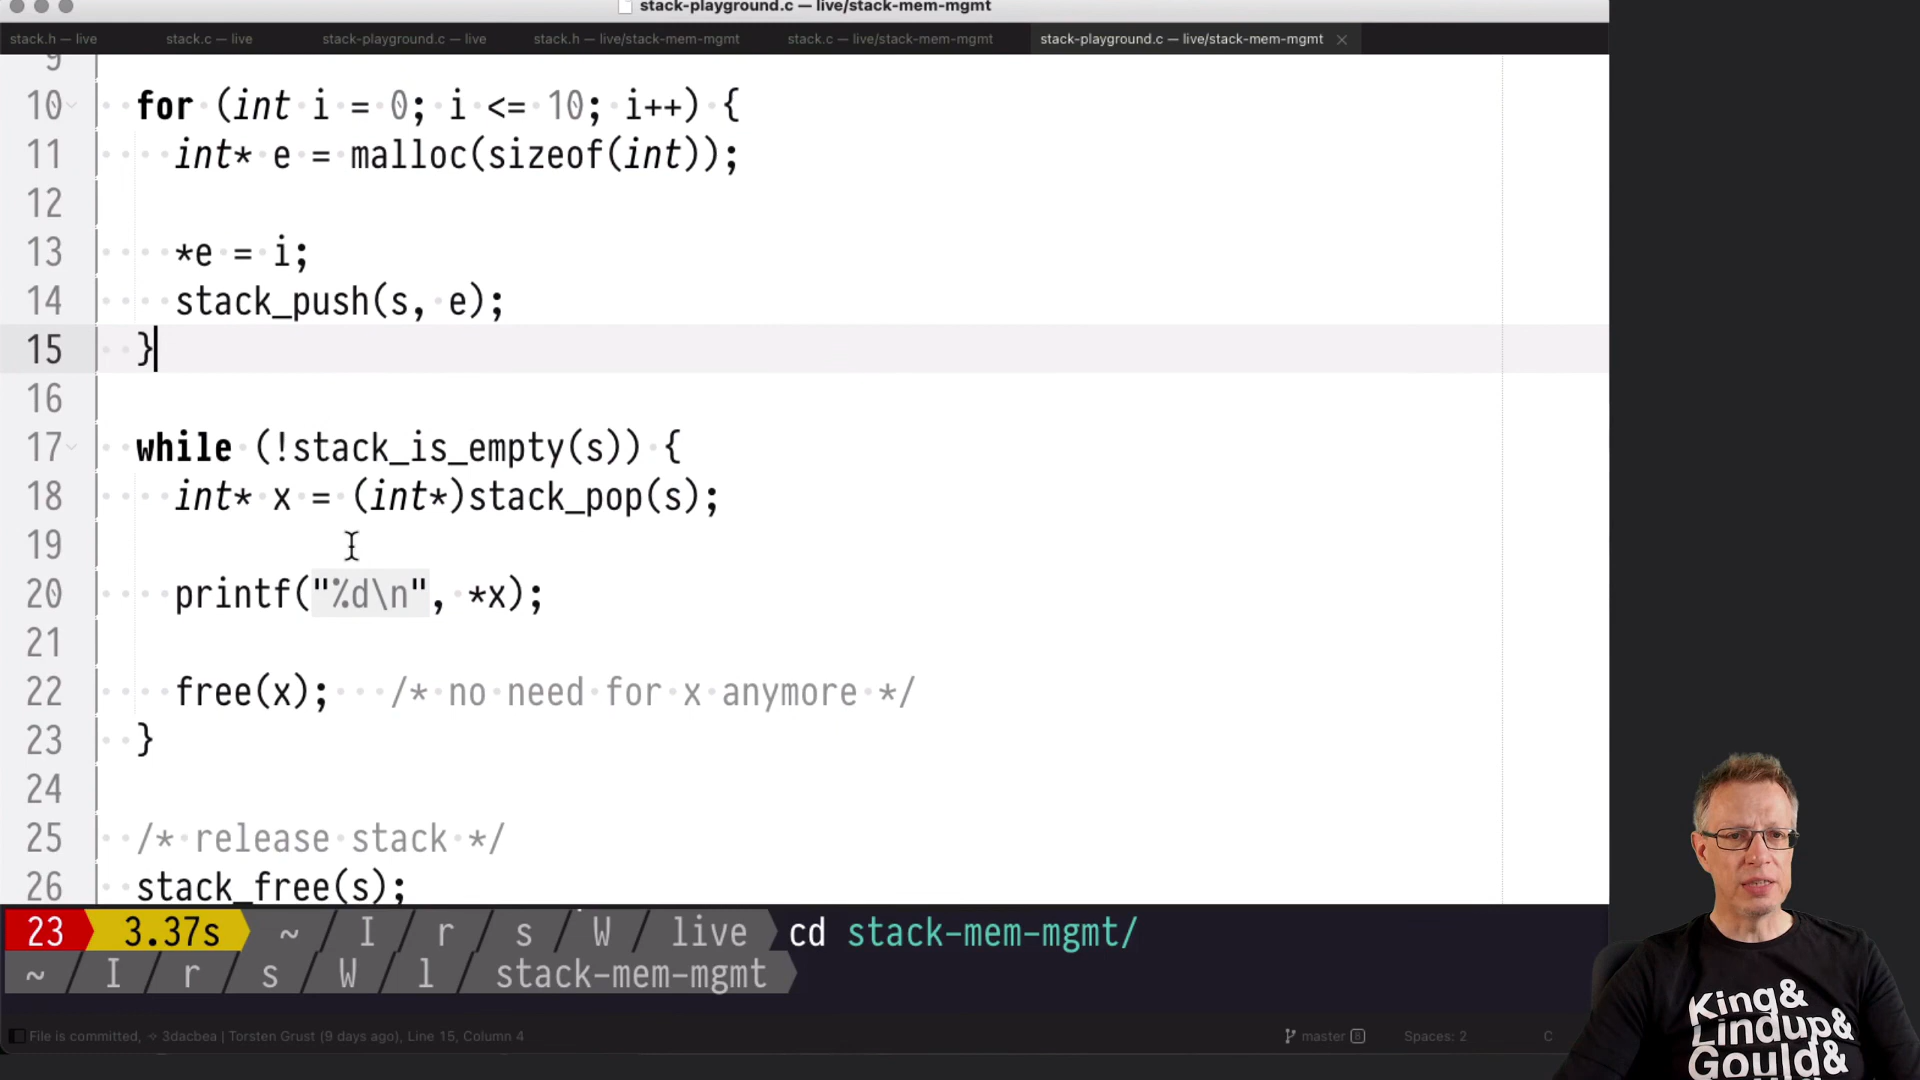 stack-playground.c — live/stack-mem-mgmt
stack.h — live
stack.c — live
stack-playground.c — live
stack.h — live/stack-mem-mgmt
stack.c — live/stack-mem-mgmt
stack-playground.c — live/stack-mem-mgmt
9
10 for (int i = 0; i <= 10; i++) {
11 int* e = malloc(sizeof(int));
12
13 *e = i;
14 stack_push(s, e);
15 }
16
17 while (!stack_is_empty(s)) {
18 int* x = (int*)stack_pop(s);
19
20 printf("%d\n", *x);
21
22 free(x); /* no need for x anymore */
23 }
24
25 /* release stack */
26 stack_free(s);
23 3.37s ~ / I / r / s / W / live cd stack-mem-mgmt/
~ / I / r / s / W / l / stack-mem-mgmt
File is committed, 3dacbea | Torsten Grust (9 days ago), Line 15, Column 4
master 8
Spaces: 2
C
King&
Lindup&
Gould&